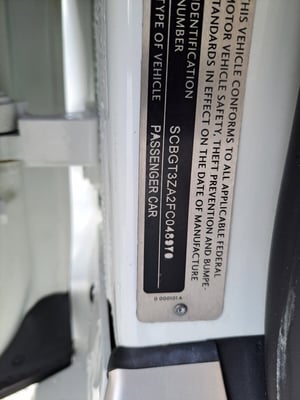 THIS VEHICLE CONFORMS TO ALL APPLICABLE FEDERAL
MOTOR VEHICLE SAFETY, THEFT PREVENTION AND BUMPE-
STANDARDS IN EFFECT ON THE DATE OF MANUFACTURE
IDENTIFICATION
NUMBER
TYPE OF VEHICLE PASSENGER CAR